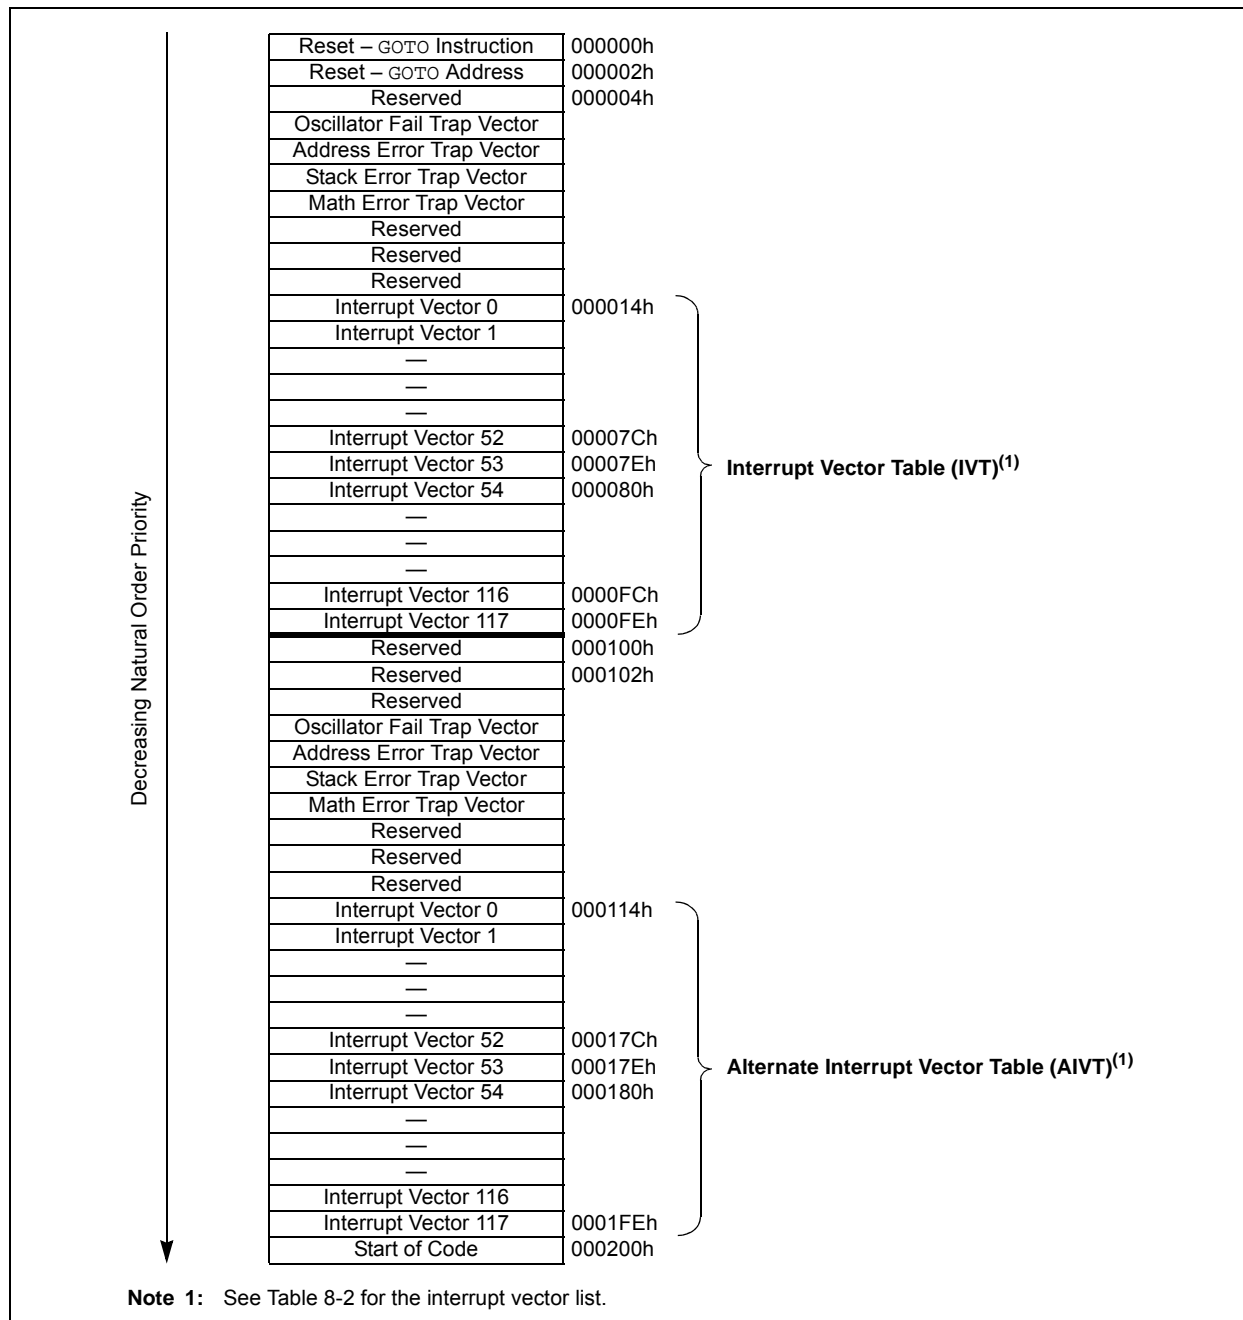 Reset – GOTO Instruction 000000h
Reset – GOTO Address 000002h
Reserved 000004h
Oscillator Fail Trap Vector
Address Error Trap Vector
Stack Error Trap Vector
Math Error Trap Vector
Reserved
Reserved
Reserved
Interrupt Vector 0 000014h
Interrupt Vector 1
—
—
—
Interrupt Vector 52 00007Ch
Interrupt Vector 53 00007Eh
Interrupt Vector 54 000080h
—
—
—
Interrupt Vector 116 0000FCh
Interrupt Vector 117 0000FEh
Interrupt Vector Table (IVT)(1)
Decreasing Natural Order Priority
Reserved 000100h
Reserved 000102h
Reserved
Oscillator Fail Trap Vector
Address Error Trap Vector
Stack Error Trap Vector
Math Error Trap Vector
Reserved
Reserved
Reserved
Interrupt Vector 0 000114h
Interrupt Vector 1
—
—
—
Interrupt Vector 52 00017Ch
Interrupt Vector 53 00017Eh
Interrupt Vector 54 000180h
—
—
—
Interrupt Vector 116
Interrupt Vector 117 0001FEh
Alternate Interrupt Vector Table (AIVT)(1)
Start of Code 000200h
Note 1: See Table 8-2 for the interrupt vector list.